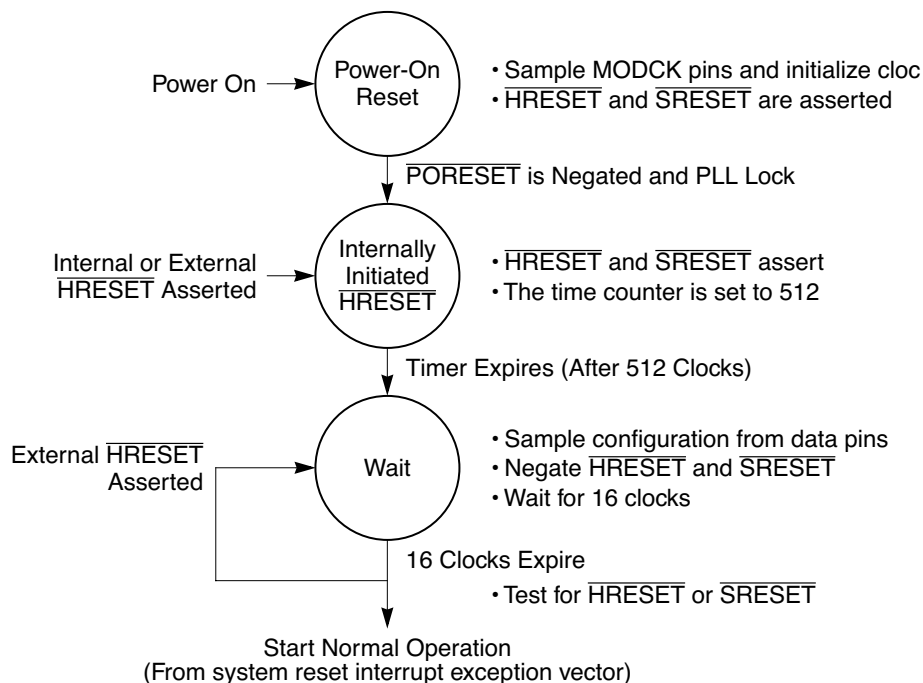 Power On
Power-On
Reset
• Sample MODCK pins and initialize cloc
• HRESET and SRESET are asserted
PORESET is Negated and PLL Lock
Internal or External
HRESET Asserted
Internally
Initiated
HRESET
• HRESET and SRESET assert
• The time counter is set to 512
Timer Expires (After 512 Clocks)
External HRESET
Asserted
Wait
• Sample configuration from data pins
• Negate HRESET and SRESET
• Wait for 16 clocks
16 Clocks Expire
• Test for HRESET or SRESET
Start Normal Operation
(From system reset interrupt exception vector)